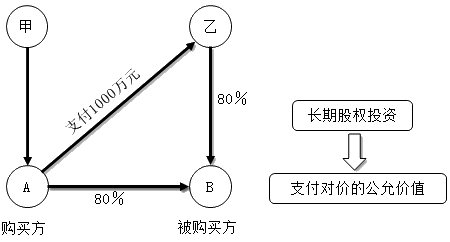 甲
乙
支付1000万元
80%
长期股权投资
A
80%
B
支付对价的公允价值
购买方
被购买方